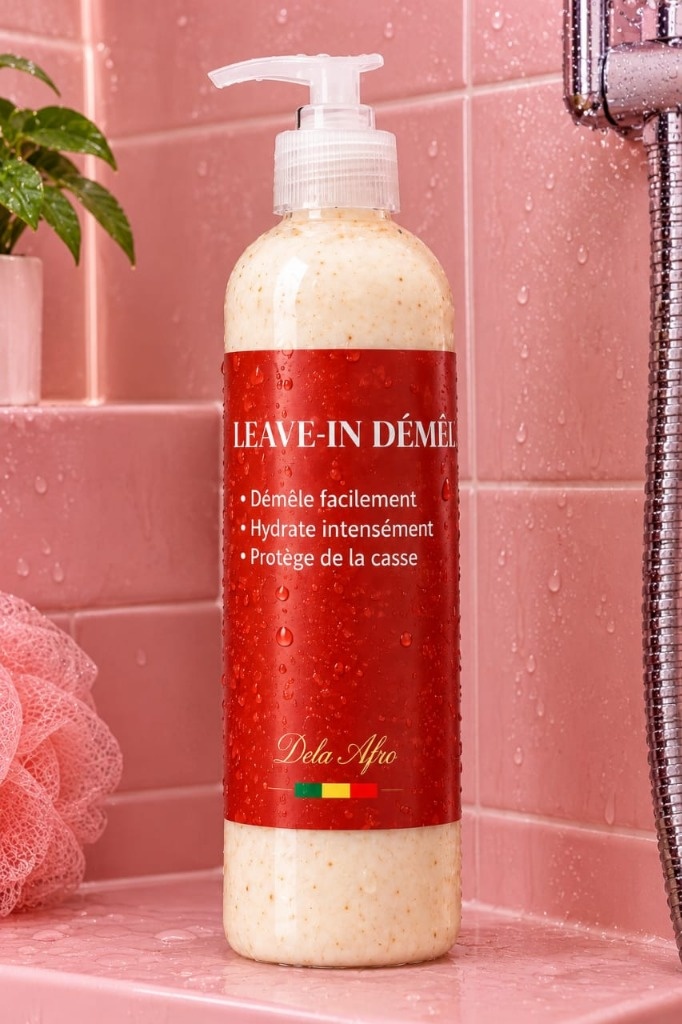 LEAVE-IN DÉMÊL
• Démêle facilement
• Hydrate intensément
• Protège de la casse
Dela Afro